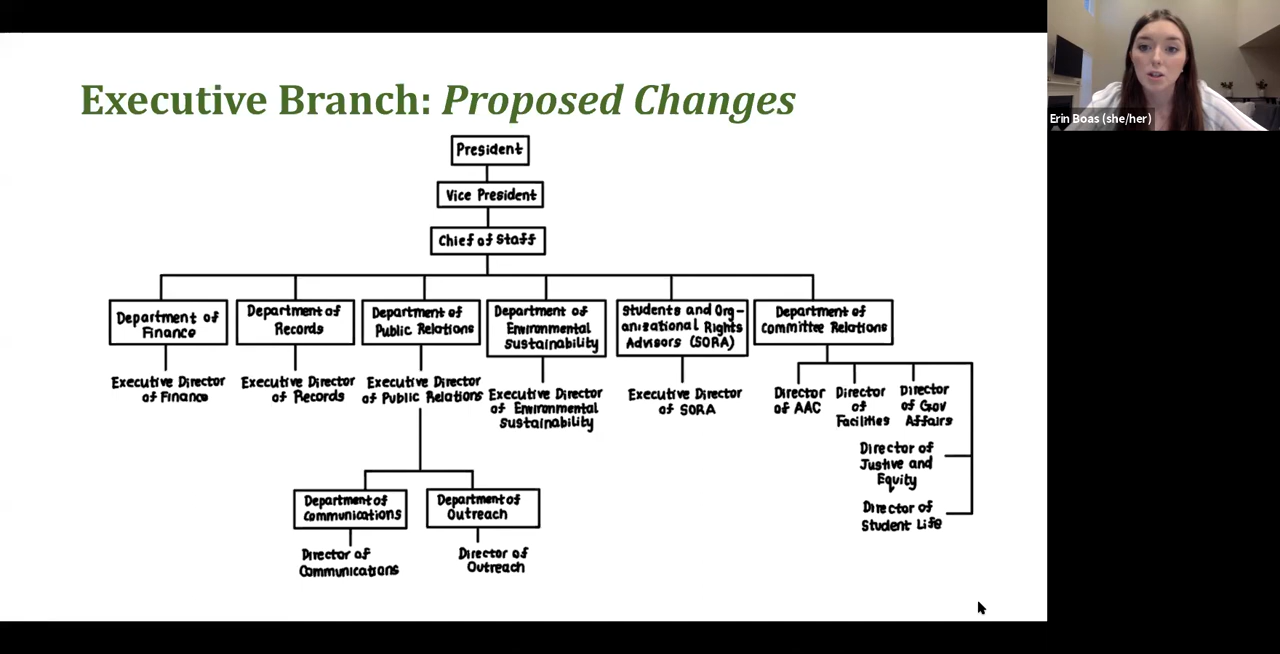 Executive Branch: Proposed Changes
Erin Boas (she/her)
President
Vice President
Chief of Staff
Department of
Finance
Department of
Records
Department of
Public Relations
Department of
Environmental
Sustainability
Students and Org-
anizational Rights
Advisors (SORA)
Department of
Committee Relations
Executive Director
of Finance
Executive Director
of Records
Executive Director
of Public Relations
Executive Director
of Environmental
Sustainability
Executive Director
of SORA
Director
of AAC
Director
of
Facilities
Director
of Gov
Affairs
Director of
Justive and
Equity
Director of
Student Life
Department of
Communications
Department of
Outreach
Director of
Communications
Director of
Outreach